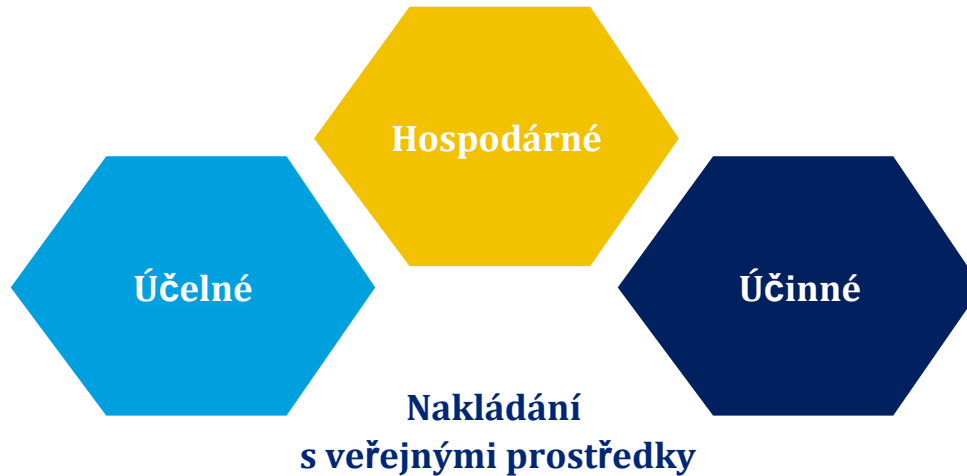 Hospodárné
Účelné
Účinné
Nakládání
s veřejnými prostředky